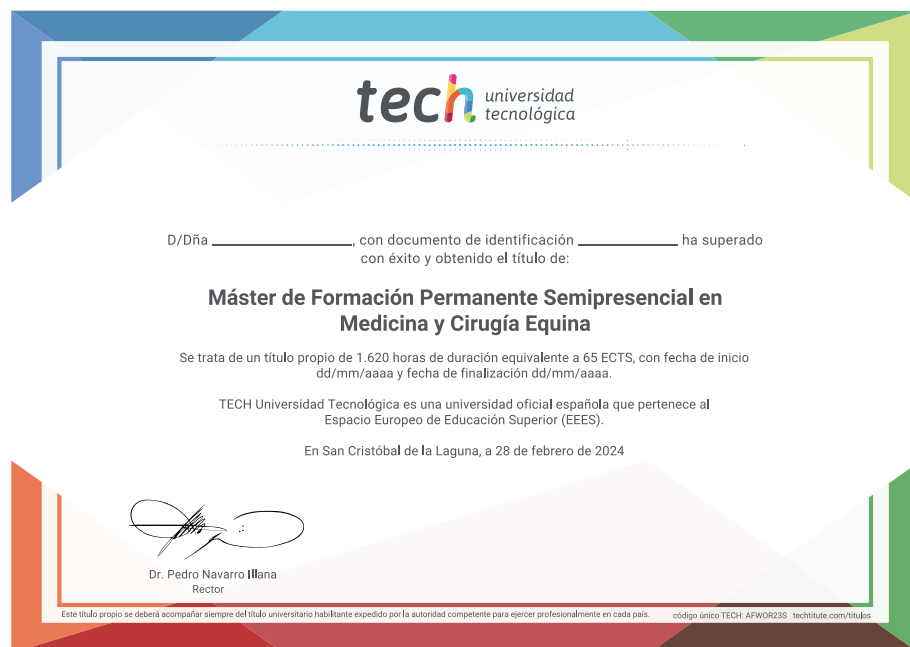 tech universidad
tecnológica
D/Dña ____________________, con documento de identificación ______________ ha superado
con éxito y obtenido el título de:
Máster de Formación Permanente Semipresencial en
Medicina y Cirugía Equina
Se trata de un título propio de 1.620 horas de duración equivalente a 65 ECTS, con fecha de inicio
dd/mm/aaaa y fecha de finalización dd/mm/aaaa.
TECH Universidad Tecnológica es una universidad oficial española que pertenece al
Espacio Europeo de Educación Superior (EEES).
En San Cristóbal de la Laguna, a 28 de febrero de 2024
Dr. Pedro Navarro Illana
Rector
Este título propio se deberá acompañar siempre del título universitario habilitante expedido por la autoridad competente para ejercer profesionalmente en cada país. código único TECH: AFWOR23S techtitute.com/títulos